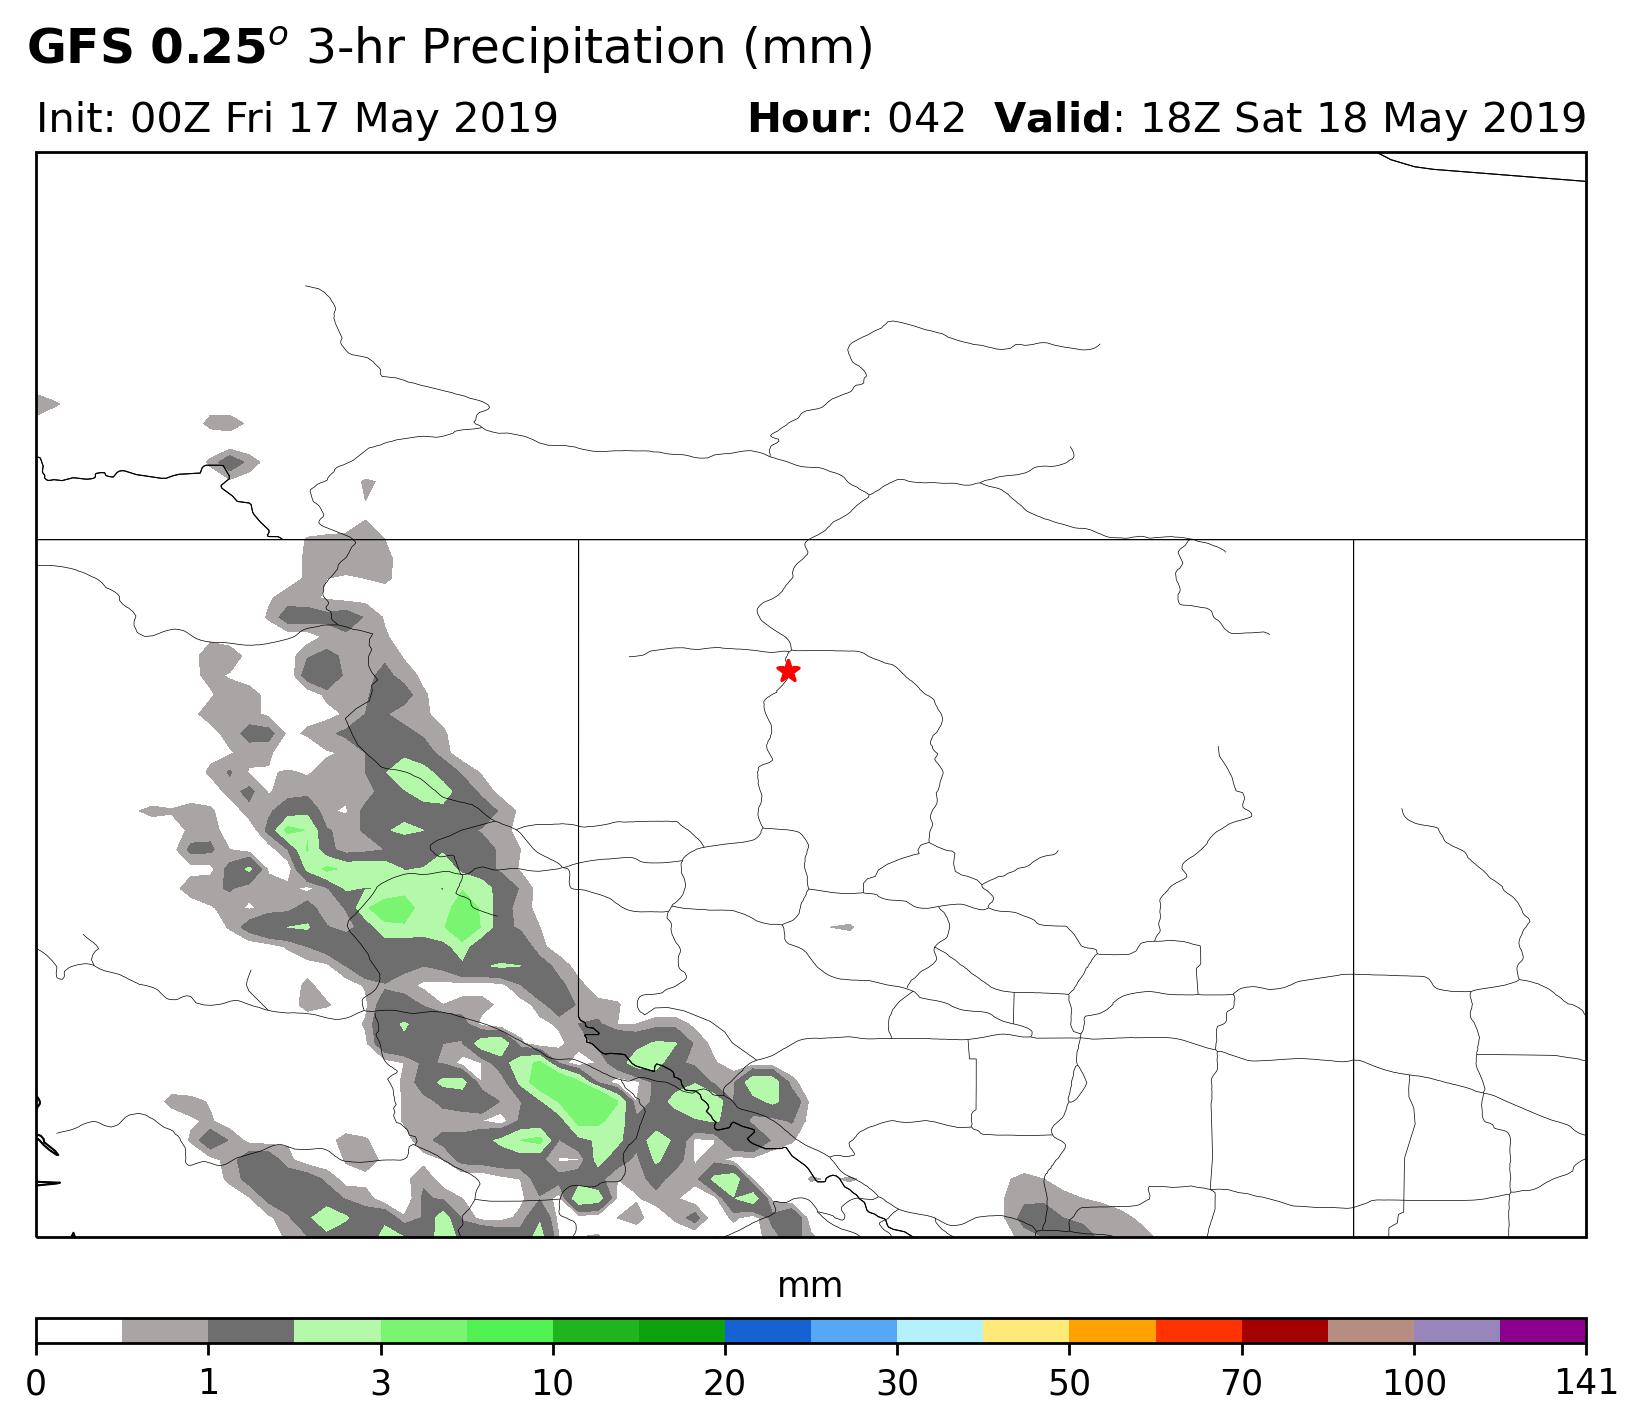 GFS 0.25° 3-hr Precipitation (mm)
Init: 00Z Fri 17 May 2019 Hour: 042 Valid: 18Z Sat 18 May 2019
mm
0 1 3 10 20 30 50 70 100 141